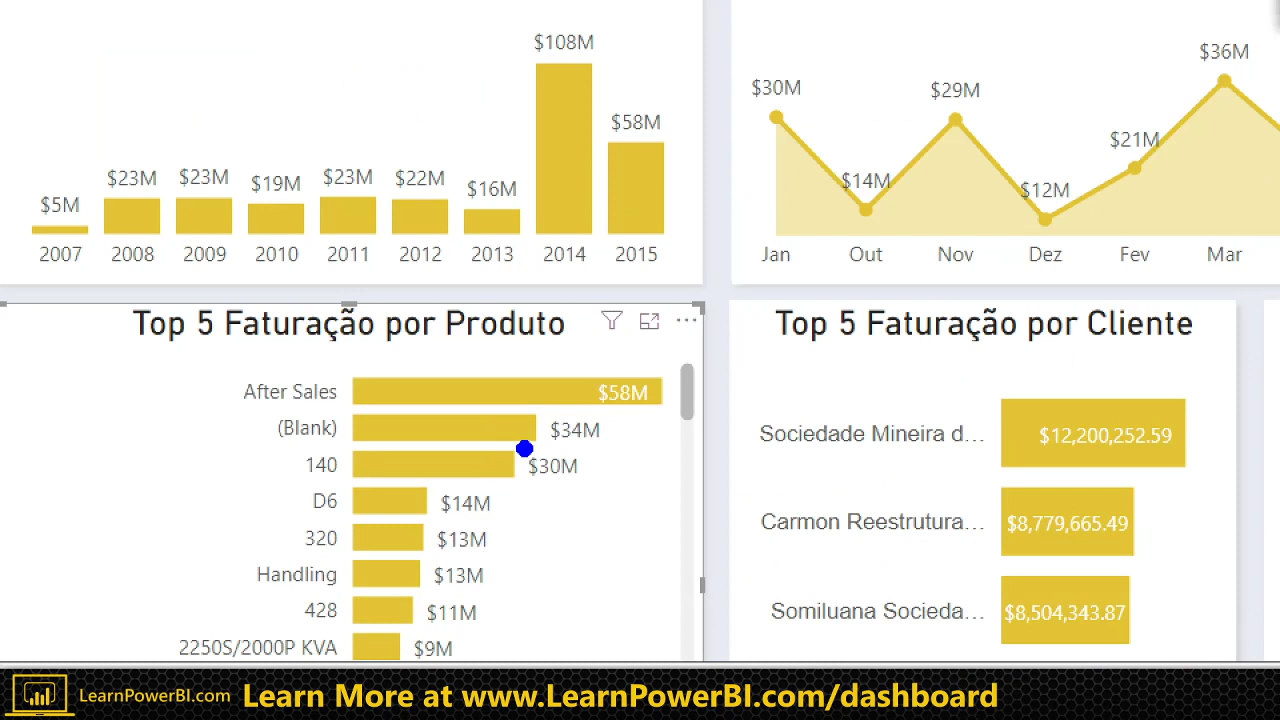 $5M $23M $23M $19M $23M $22M $16M $108M $58M
2007 2008 2009 2010 2011 2012 2013 2014 2015
$30M $14M $29M $12M $21M $36M
Jan Out Nov Dez Fev Mar
Top 5 Faturação por Produto
After Sales $58M
(Blank) $34M
140 $30M
D6 $14M
320 $13M
Handling $13M
428 $11M
2250S/2000P KVA $9M
Top 5 Faturação por Cliente
Sociedade Mineira d... $12,200,252.59
Carmon Reestrutura... $8,779,665.49
Somiluana Socieda... $8,504,343.87
LearnPowerBI.com Learn More at www.LearnPowerBI.com/dashboard